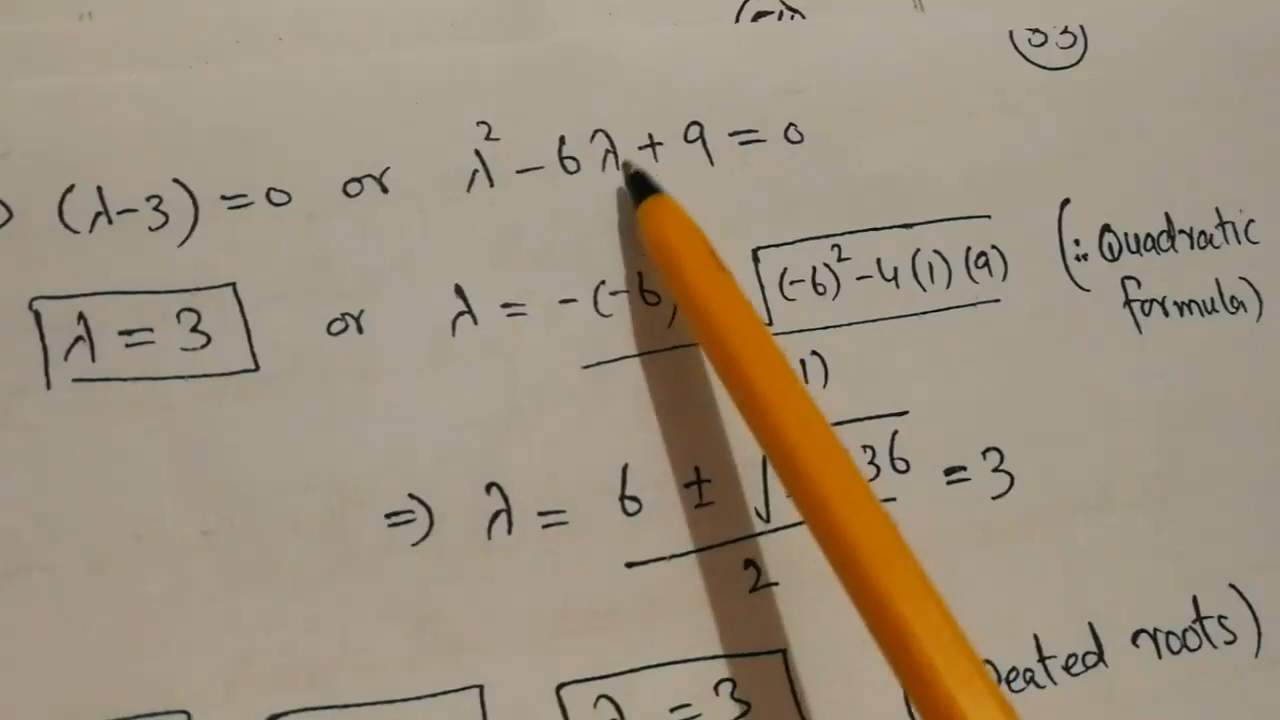 (03)
(λ-3) = 0 or λ² - 6λ + 9 = 0
λ = 3 or λ = -(-6) √(-6)² - 4(1)(9) (∵ Quadratic formula)
1)
⇒ λ = 6 ± √ 36 = 3
2
λ = 3 eated roots)